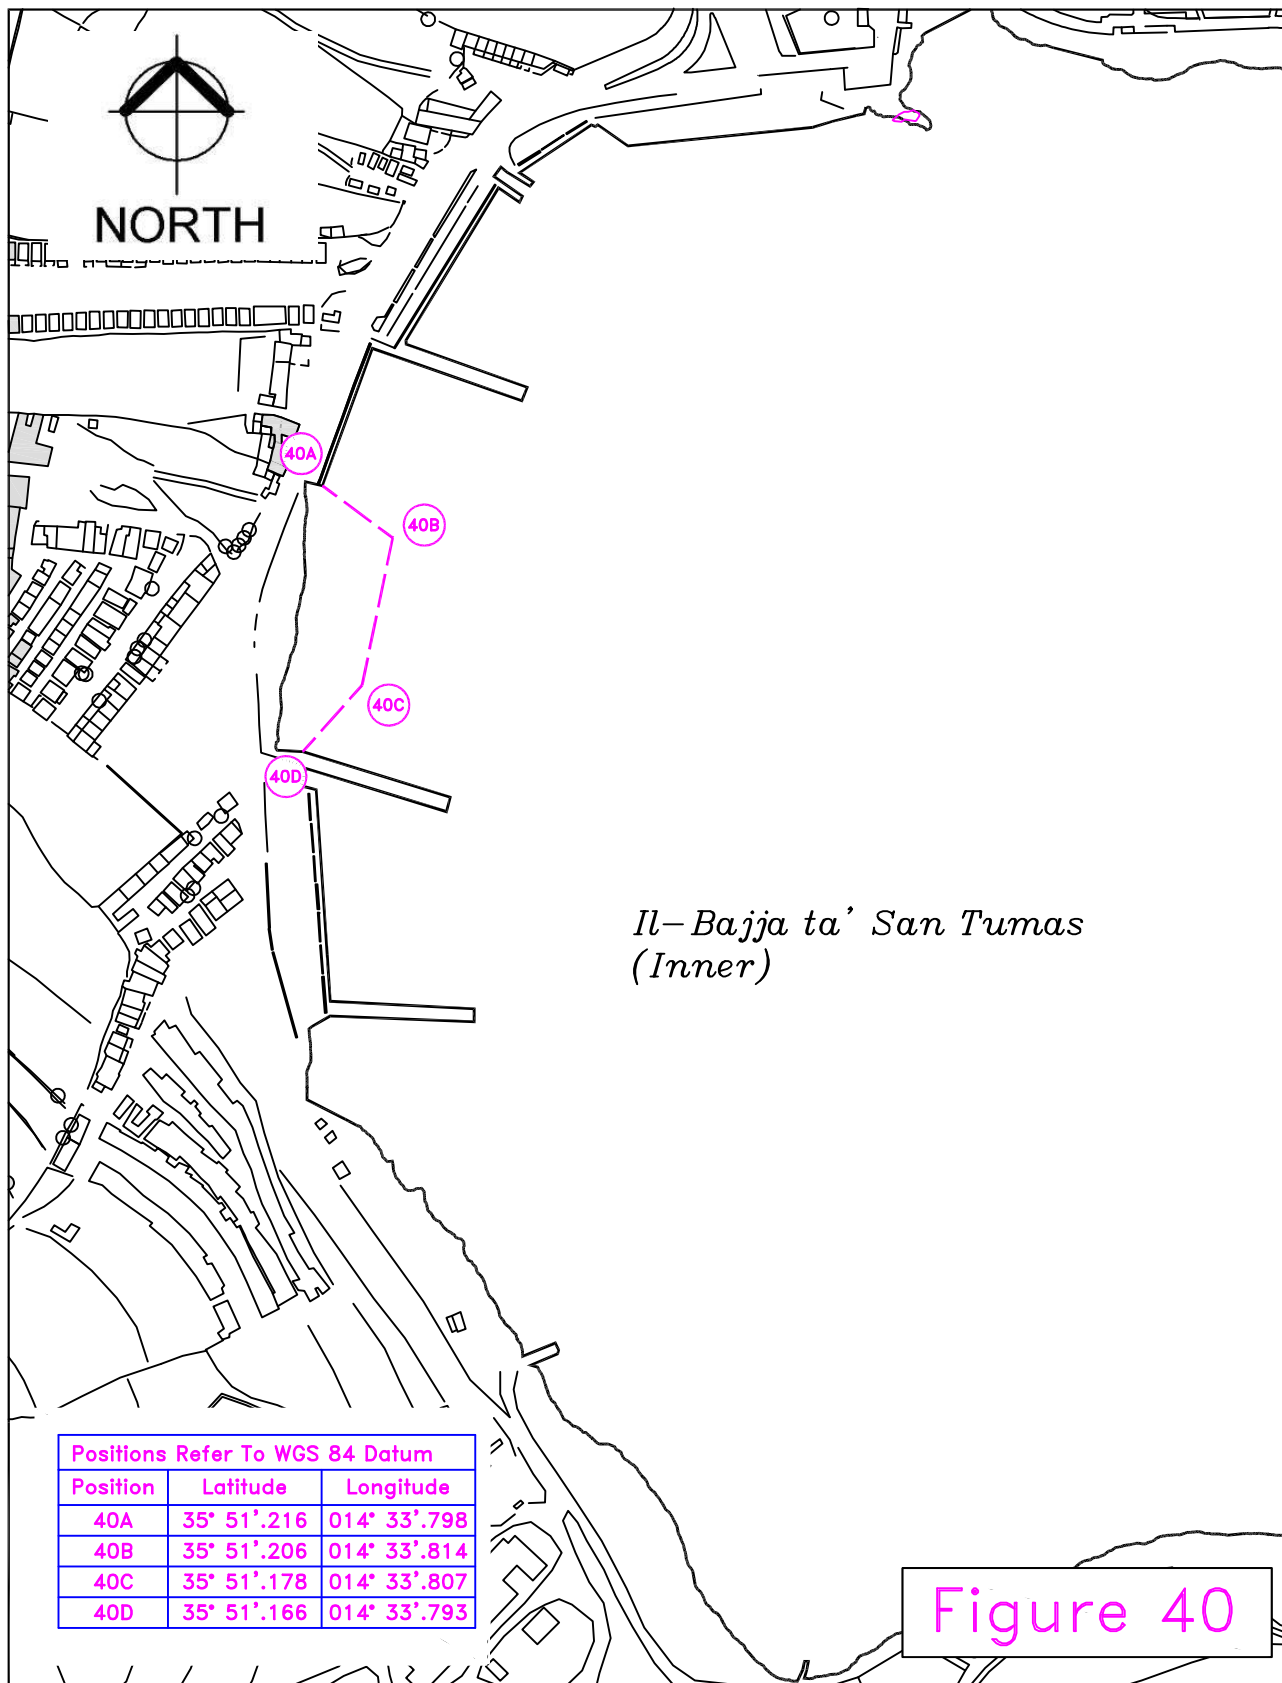 NORTH
40A
40B
40C
40D
Il-Bajja ta' San Tumas
(Inner)
Positions Refer To WGS 84 Datum
Position Latitude Longitude
40A 35° 51'.216 014° 33'.798
40B 35° 51'.206 014° 33'.814
40C 35° 51'.178 014° 33'.807
40D 35° 51'.166 014° 33'.793
Figure 40